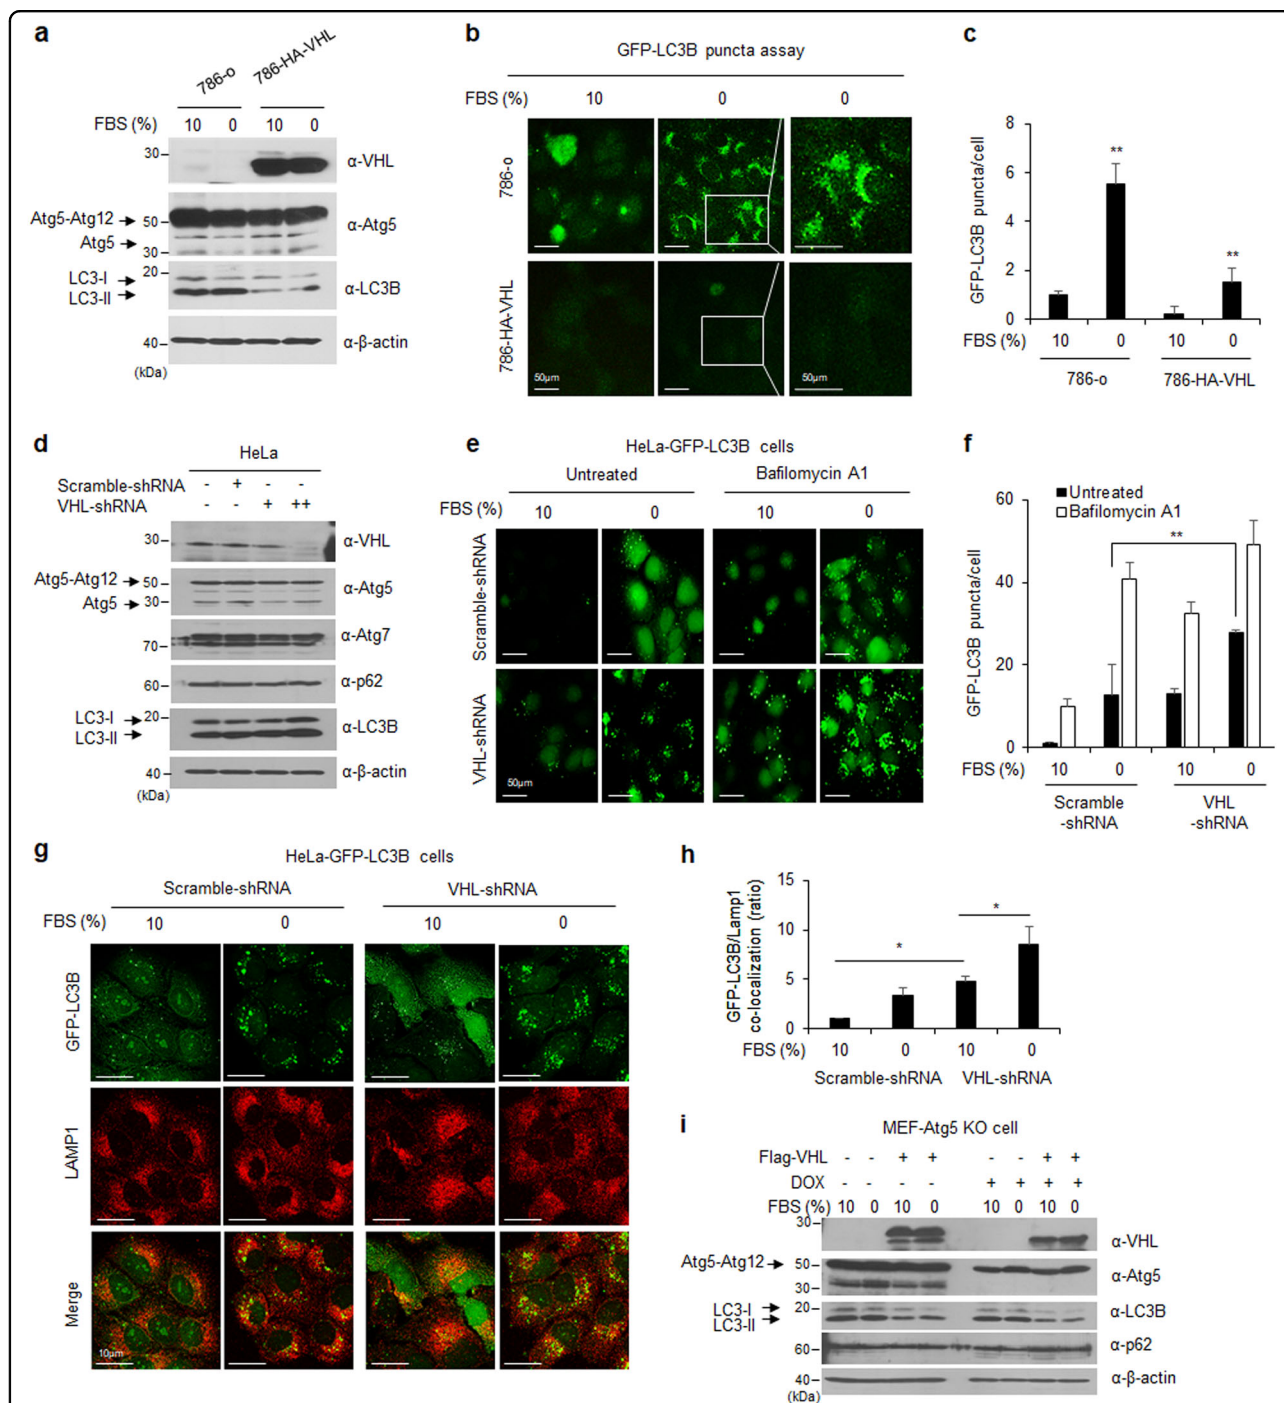 a
786-o
786-HA-VHL
FBS (%)
10 0 10 0
30
α-VHL
Atg5-Atg12
50
α-Atg5
Atg5
30
LC3-I
20
LC3-II
α-LC3B
40
α-β-actin
(kDa)
b
GFP-LC3B puncta assay
FBS (%)
10 0 0
786-o
786-HA-VHL
50µm
50µm
c
GFP-LC3B puncta/cell
8
6
4
2
0
**
**
FBS (%)
10 0 10 0
786-o 786-HA-VHL
d
HeLa
Scramble-shRNA - + - -
VHL-shRNA - - + ++
30
α-VHL
Atg5-Atg12
50
α-Atg5
Atg5
30
70
α-Atg7
60
α-p62
LC3-I
20
α-LC3B
LC3-II
40
α-β-actin
(kDa)
e
HeLa-GFP-LC3B cells
Untreated Bafilomycin A1
FBS (%) 10 0 10 0
Scramble-shRNA
VHL-shRNA
50µm
f
Untreated
Bafilomycin A1
GFP-LC3B puncta/cell
60
40
20
0
**
FBS (%) 10 0 10 0
Scramble
-shRNA
VHL
-shRNA
g
HeLa-GFP-LC3B cells
Scramble-shRNA VHL-shRNA
FBS (%) 10 0 10 0
GFP-LC3B
LAMP1
Merge
10µm
h
GFP-LC3B/Lamp1
co-localization (ratio)
15
10
5
0
*
*
FBS (%) 10 0 10 0
Scramble-shRNA VHL-shRNA
i
MEF-Atg5 KO cell
Flag-VHL - - + + - - + +
DOX - - - - + + + +
FBS (%) 10 0 10 0 10 0 10 0
30
α-VHL
Atg5-Atg12
50
α-Atg5
30
LC3-I
20
α-LC3B
LC3-II
60
α-p62
40
α-β-actin
(kDa)